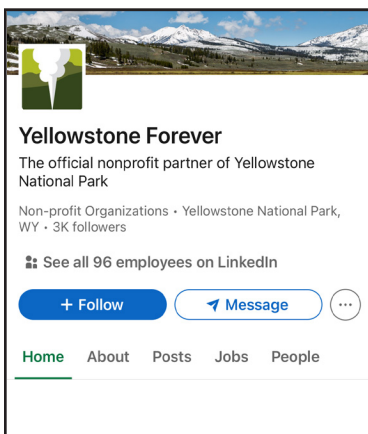 Yellowstone Forever
The official nonprofit partner of Yellowstone
National Park
Non-profit Organizations • Yellowstone National Park,
WY • 3K followers
See all 96 employees on LinkedIn
+ Follow Message ...
Home About Posts Jobs People